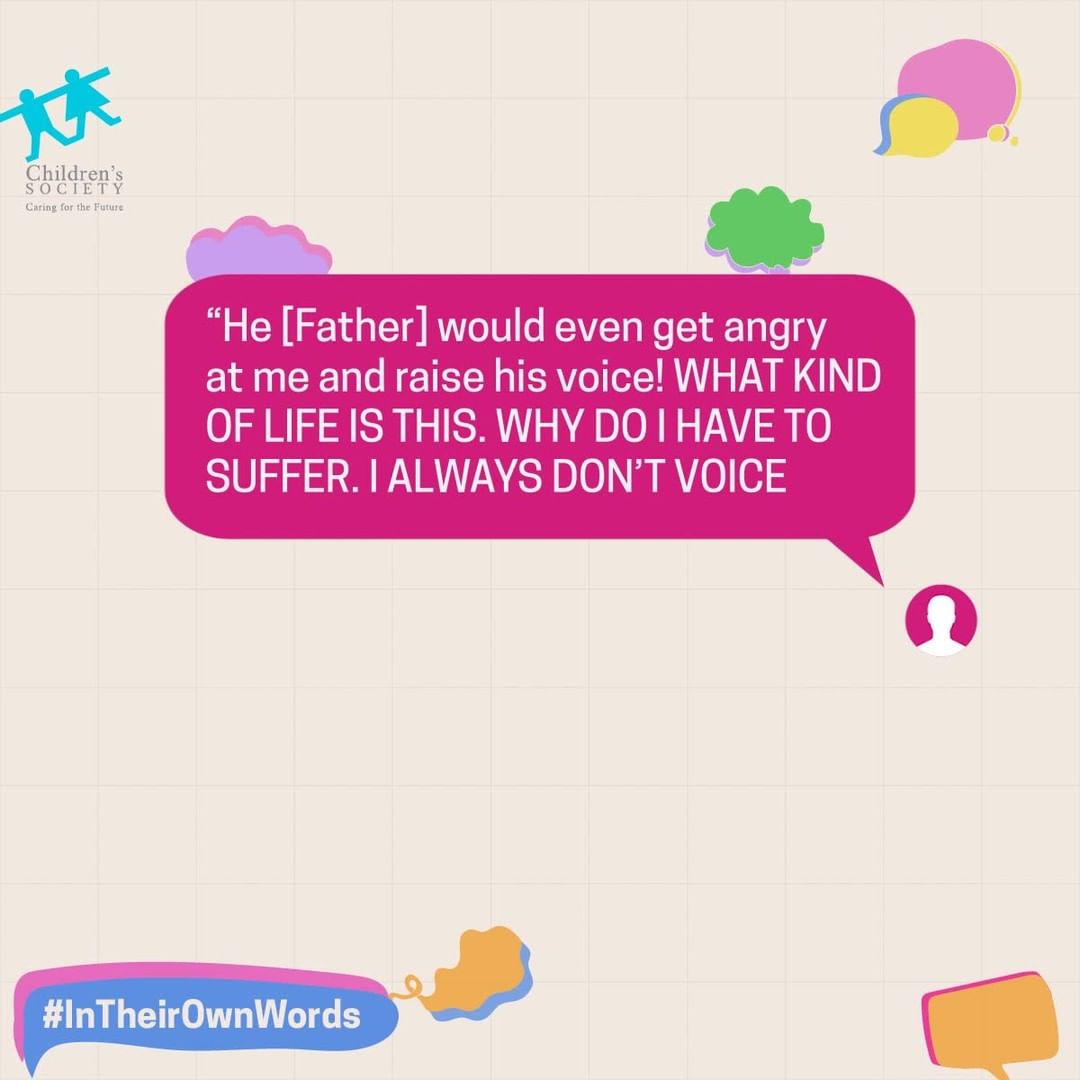 Children's
SOCIETY
Caring for the Future
“He [Father] would even get angry
at me and raise his voice! WHAT KIND
OF LIFE IS THIS. WHY DO I HAVE TO
SUFFER. I ALWAYS DON’T VOICE
#InTheirOwnWords